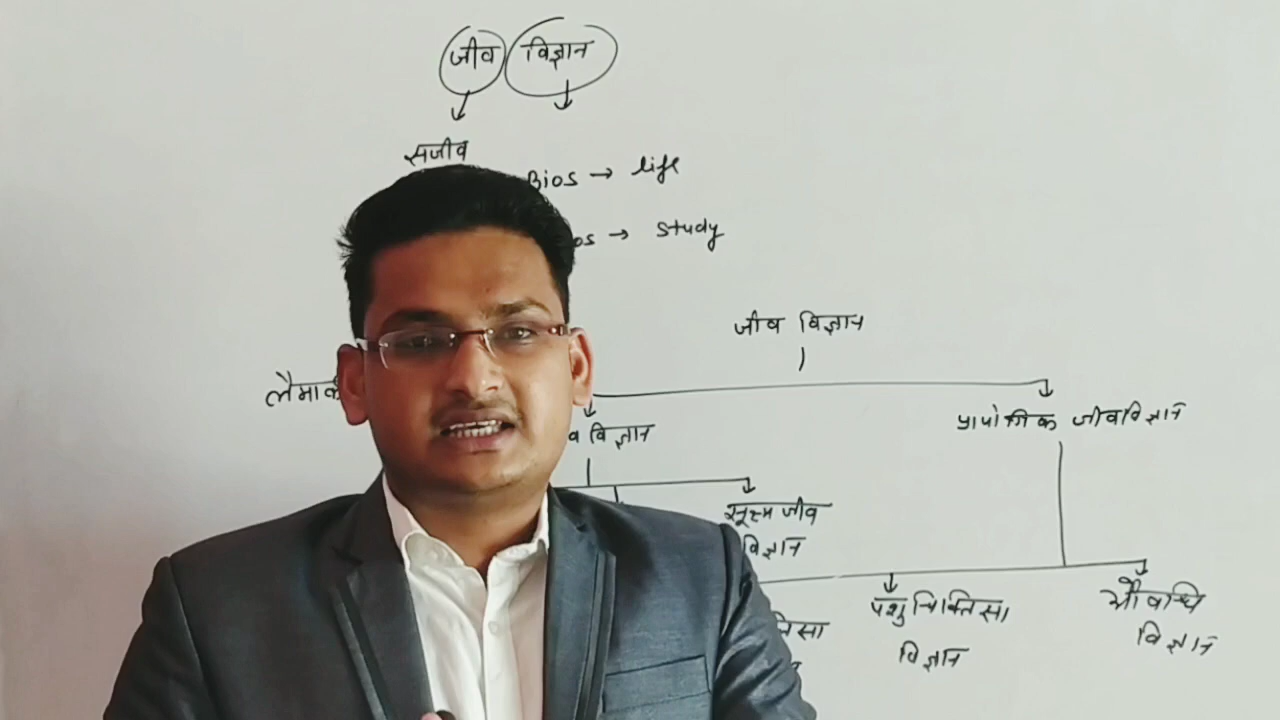 जीव विज्ञान
सजीव
Bios → life
os → study
जीव विज्ञान
लैमार्क
व विज्ञान
प्रायोगिक जीवविज्ञान
सूक्ष्म जीव
विज्ञान
पशु चिकित्सा
विज्ञान
औषधि
विज्ञान